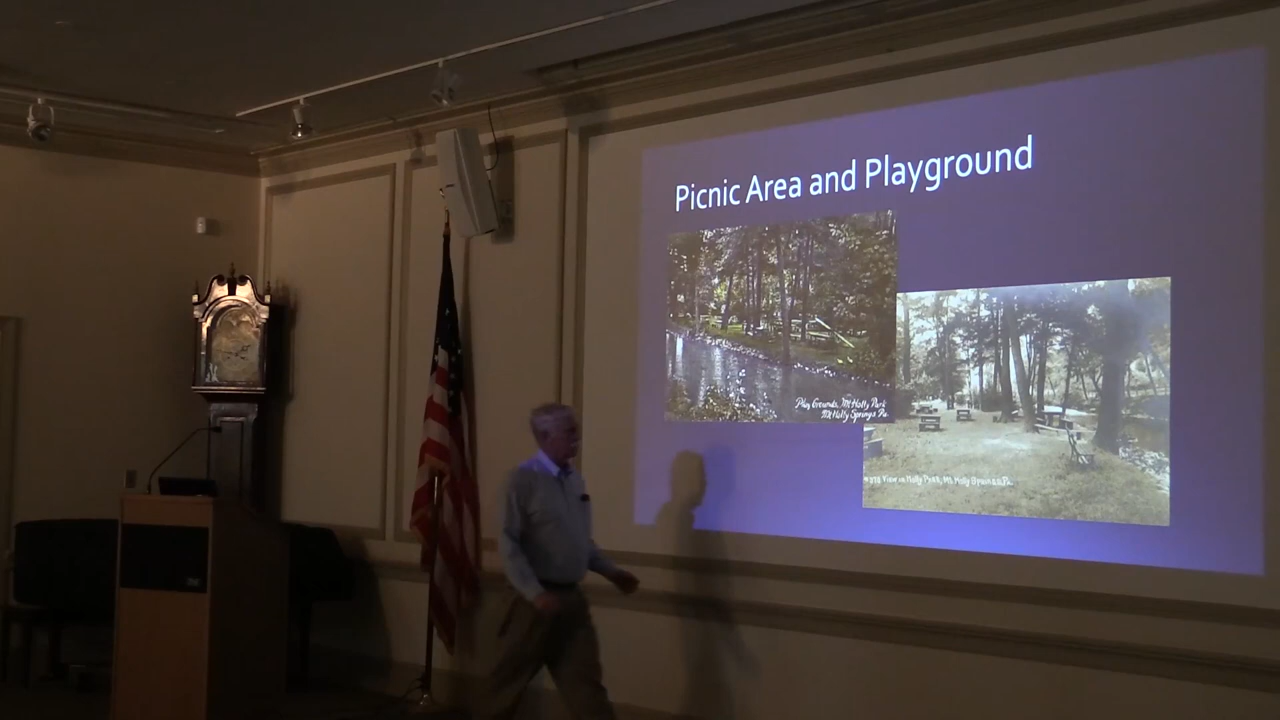 Picnic Area and Playground
Play Grounds, Mt Holly Park
Mt Holly Springs Pa.
View in Holly Park, Mt. Holly Springs, Pa.